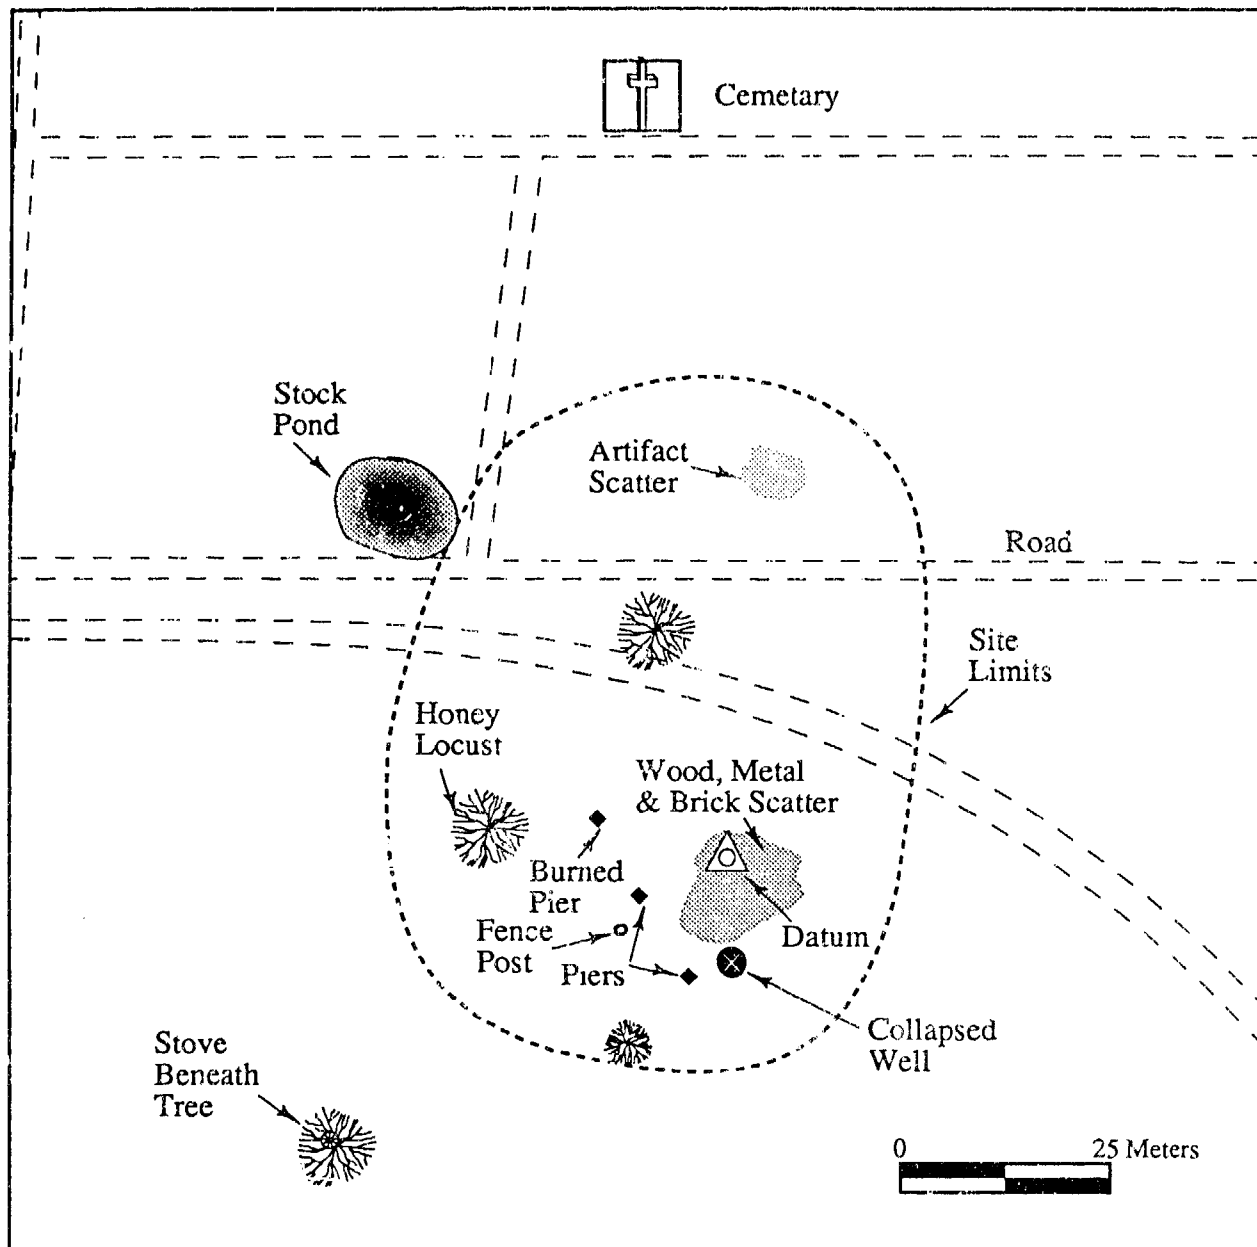 Cemetary
Stock
Pond
Artifact
Scatter
Road
Site
Limits
Honey
Locust
Wood, Metal
& Brick Scatter
Burned
Pier
Fence
Post
Piers
Datum
Collapsed
Well
Stove
Beneath
Tree
0 25 Meters